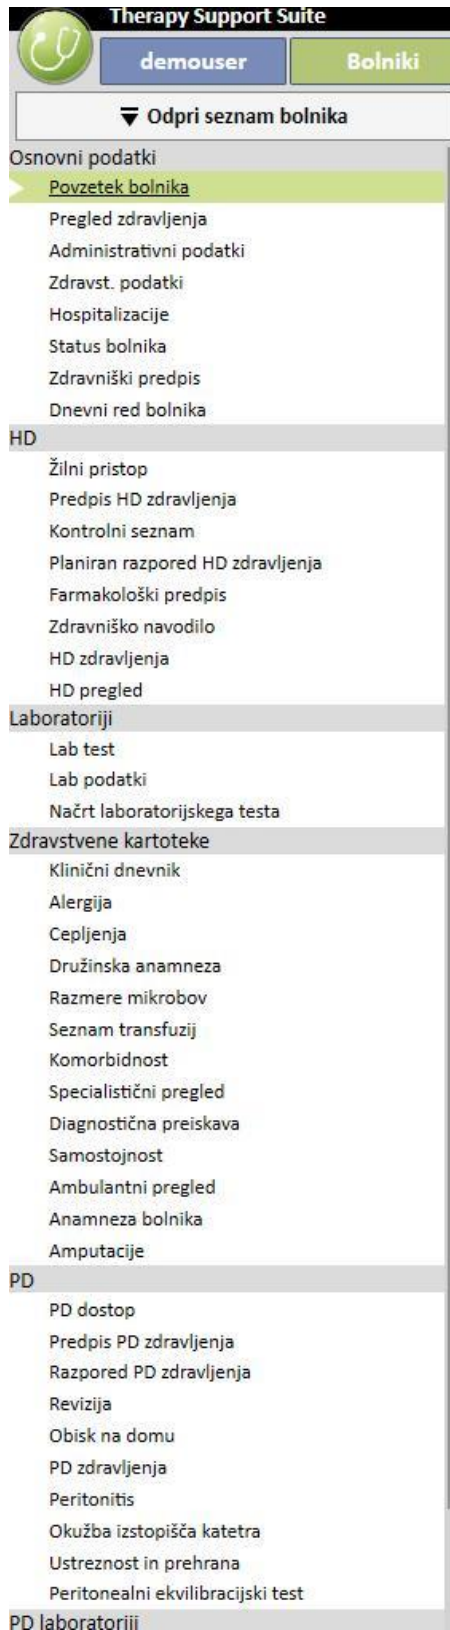 Therapy Support Suite
demouser Bolniki
Odpri seznam bolnika
Osnovni podatki
Povzetek bolnika
Pregled zdravljenja
Administrativni podatki
Zdravst. podatki
Hospitalizacije
Status bolnika
Zdravniški predpis
Dnevni red bolnika
HD
Žilni pristop
Predpis HD zdravljenja
Kontrolni seznam
Planiran razpored HD zdravljenja
Farmakološki predpis
Zdravniško navodilo
HD zdravljenja
HD pregled
Laboratoriji
Lab test
Lab podatki
Načrt laboratorijskega testa
Zdravstvene kartoteke
Klinični dnevnik
Alergija
Cepljenja
Družinska anamneza
Razmere mikrobov
Seznam transfuzij
Komorbidnost
Specialistični pregled
Diagnostična preiskava
Samostojnost
Ambulantni pregled
Anamneza bolnika
Amputacije
PD
PD dostop
Predpis PD zdravljenja
Razpored PD zdravljenja
Revizija
Obisk na domu
PD zdravljenja
Peritonitis
Okužba izstopišča katetra
Ustreznost in prehrana
Peritonealni ekvilibracijski test
PD laboratoriji